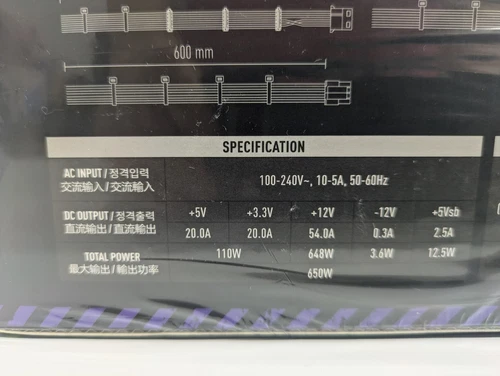 600 mm
SPECIFICATION
AC INPUT / 정격입력
交流输入 / 交流輸入
100-240V~, 10-5A, 50-60Hz
DC OUTPUT / 정격출력
直流输出 / 直流輸出
+5V +3.3V +12V -12V +5Vsb
20.0A 20.0A 54.0A 0.3A 2.5A
TOTAL POWER
最大输出 / 輸出功率
110W 648W 3.6W 12.5W
650W